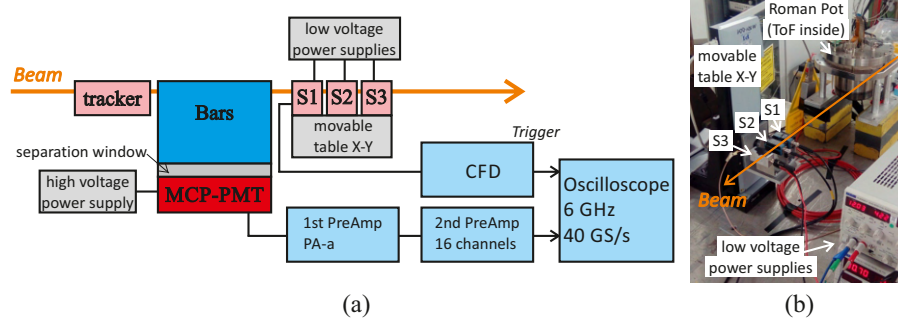 low voltage
power supplies
Beam
tracker
Bars
S1
S2
S3
movable
table X-Y
separation window
high voltage
power supply
MCP-PMT
Trigger
CFD
1st PreAmp
PA-a
2nd PreAmp
16 channels
Oscilloscope
6 GHz
40 GS/s
(a)
Roman Pot
(ToF inside)
movable
table X-Y
S1
S2
S3
Beam
low voltage
power supplies
(b)